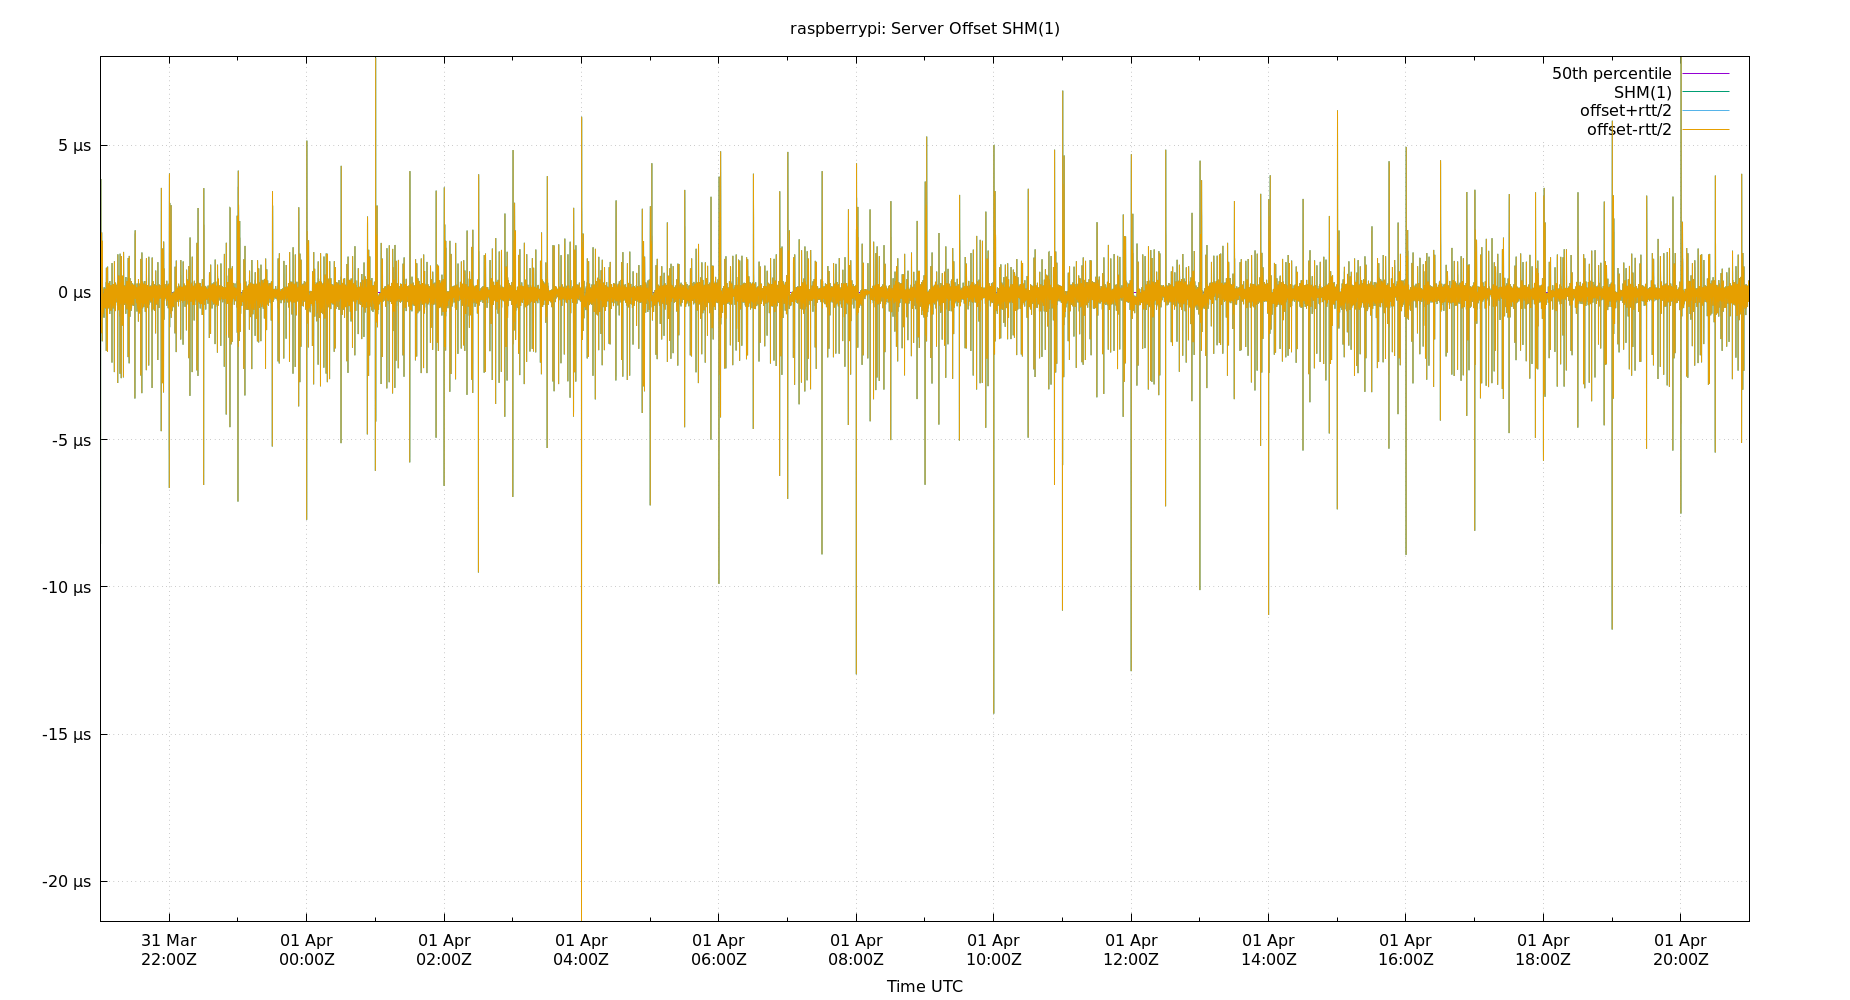 raspberrypi: Server Offset SHM(1)
50th percentile
SHM(1)
offset+rtt/2
offset-rtt/2
5 µs
0 µs
-5 µs
-10 µs
-15 µs
-20 µs
31 Mar 01 Apr 01 Apr 01 Apr 01 Apr 01 Apr 01 Apr 01 Apr 01 Apr 01 Apr 01 Apr 01 Apr
22:00Z 00:00Z 02:00Z 04:00Z 06:00Z 08:00Z 10:00Z 12:00Z 14:00Z 16:00Z 18:00Z 20:00Z
Time UTC